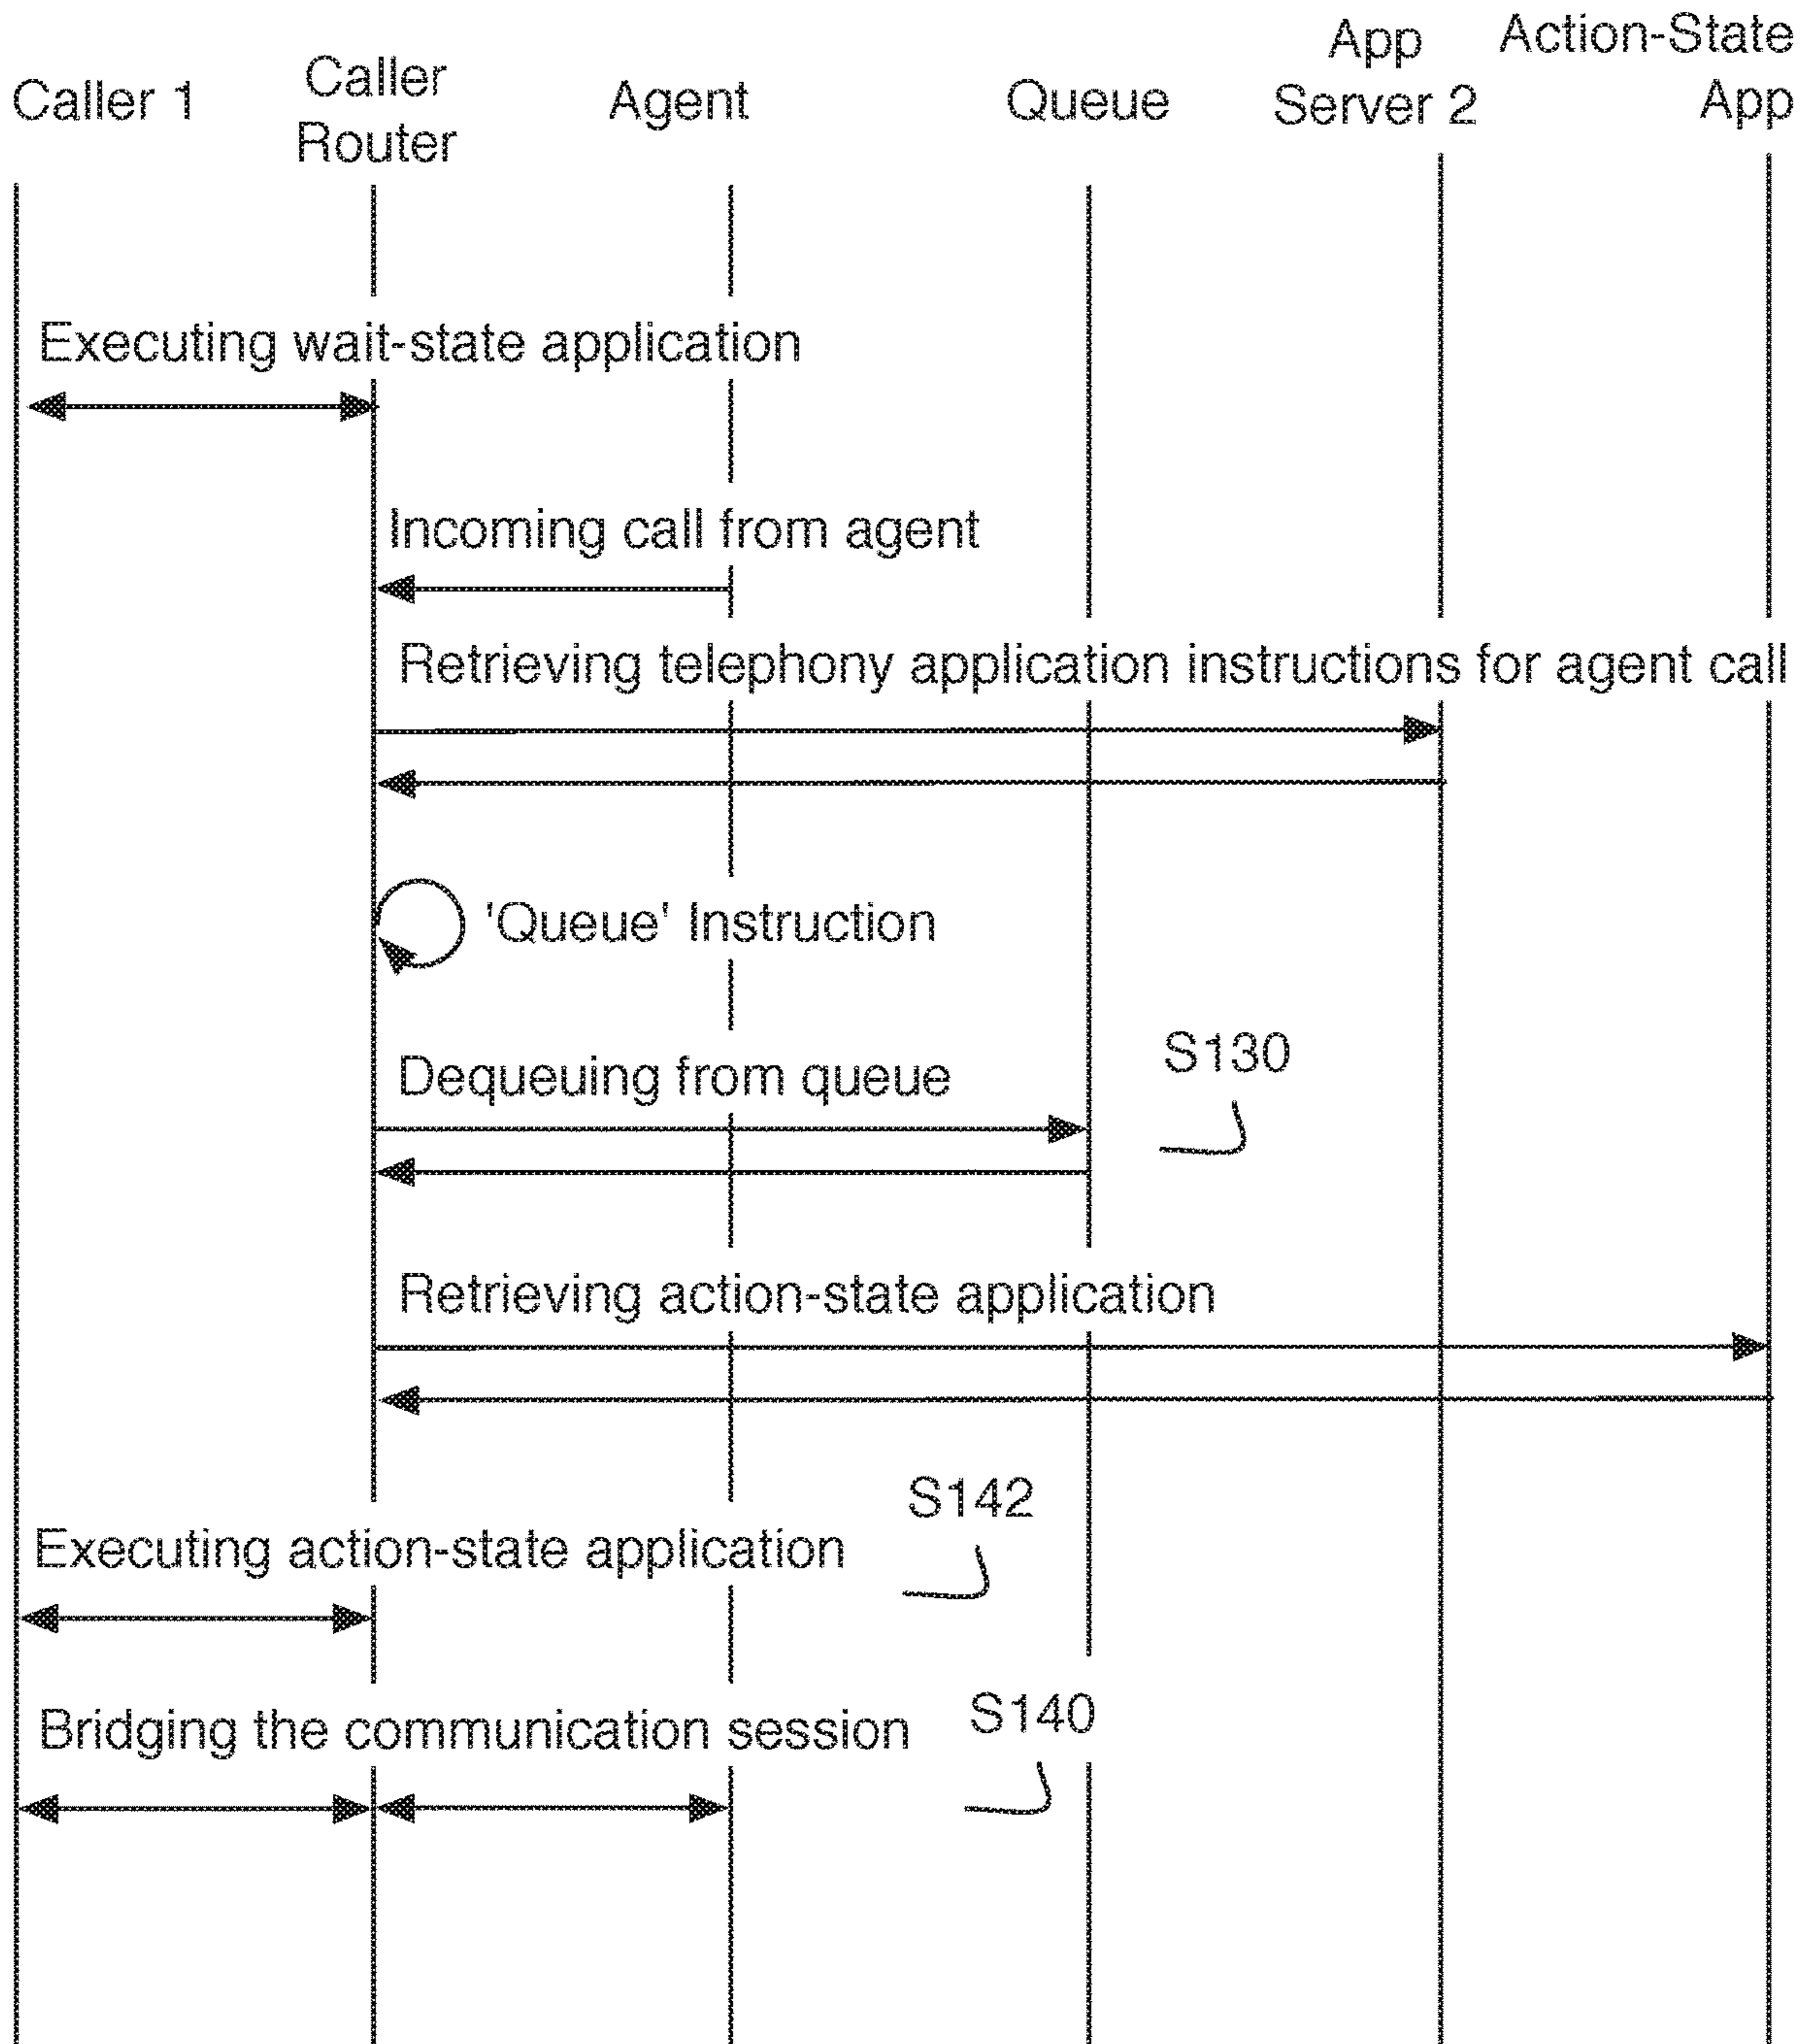 Caller 1
Caller
Router
Agent
Queue
App
Server 2
Action-State
App
Executing wait-state application
Incoming call from agent
Retrieving telephony application instructions for agent call
'Queue' Instruction
Dequeuing from queue
S130
Retrieving action-state application
S142
Executing action-state application
Bridging the communication session
S140